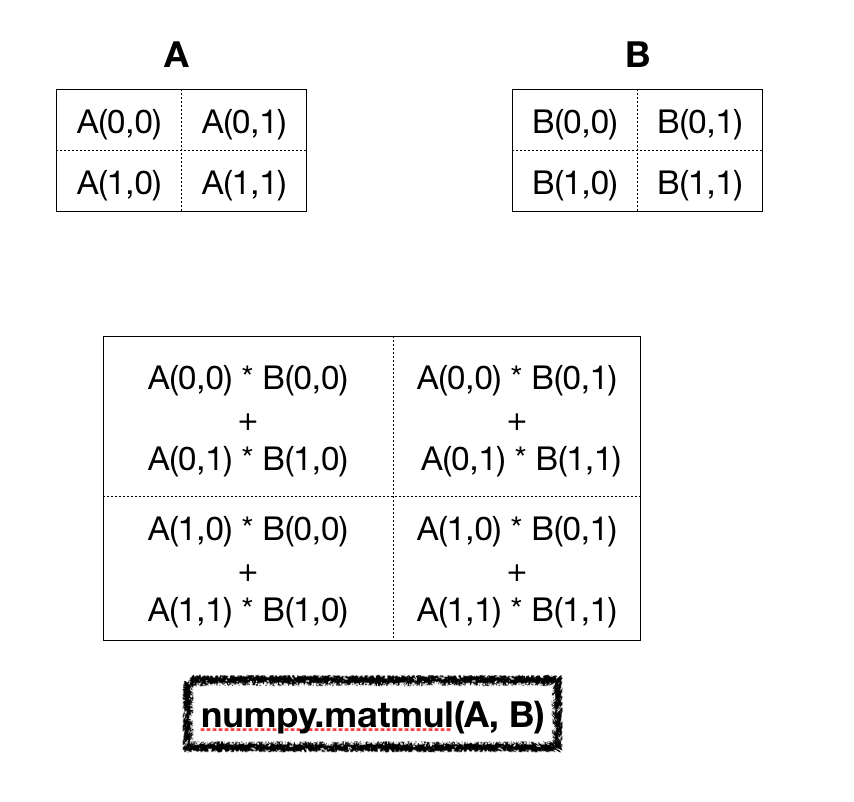 A B
A(0,0) A(0,1) B(0,0) B(0,1)
A(1,0) A(1,1) B(1,0) B(1,1)
A(0,0) * B(0,0) A(0,0) * B(0,1)
+ +
A(0,1) * B(1,0) A(0,1) * B(1,1)
A(1,0) * B(0,0) A(1,0) * B(0,1)
+ +
A(1,1) * B(1,0) A(1,1) * B(1,1)
numpy.matmul(A, B)